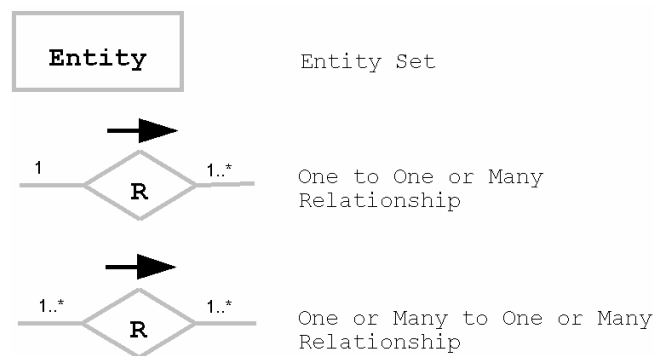 Entity
Entity Set
1
1..*
R
One to One or Many
Relationship
1..*
1..*
R
One or Many to One or Many
Relationship